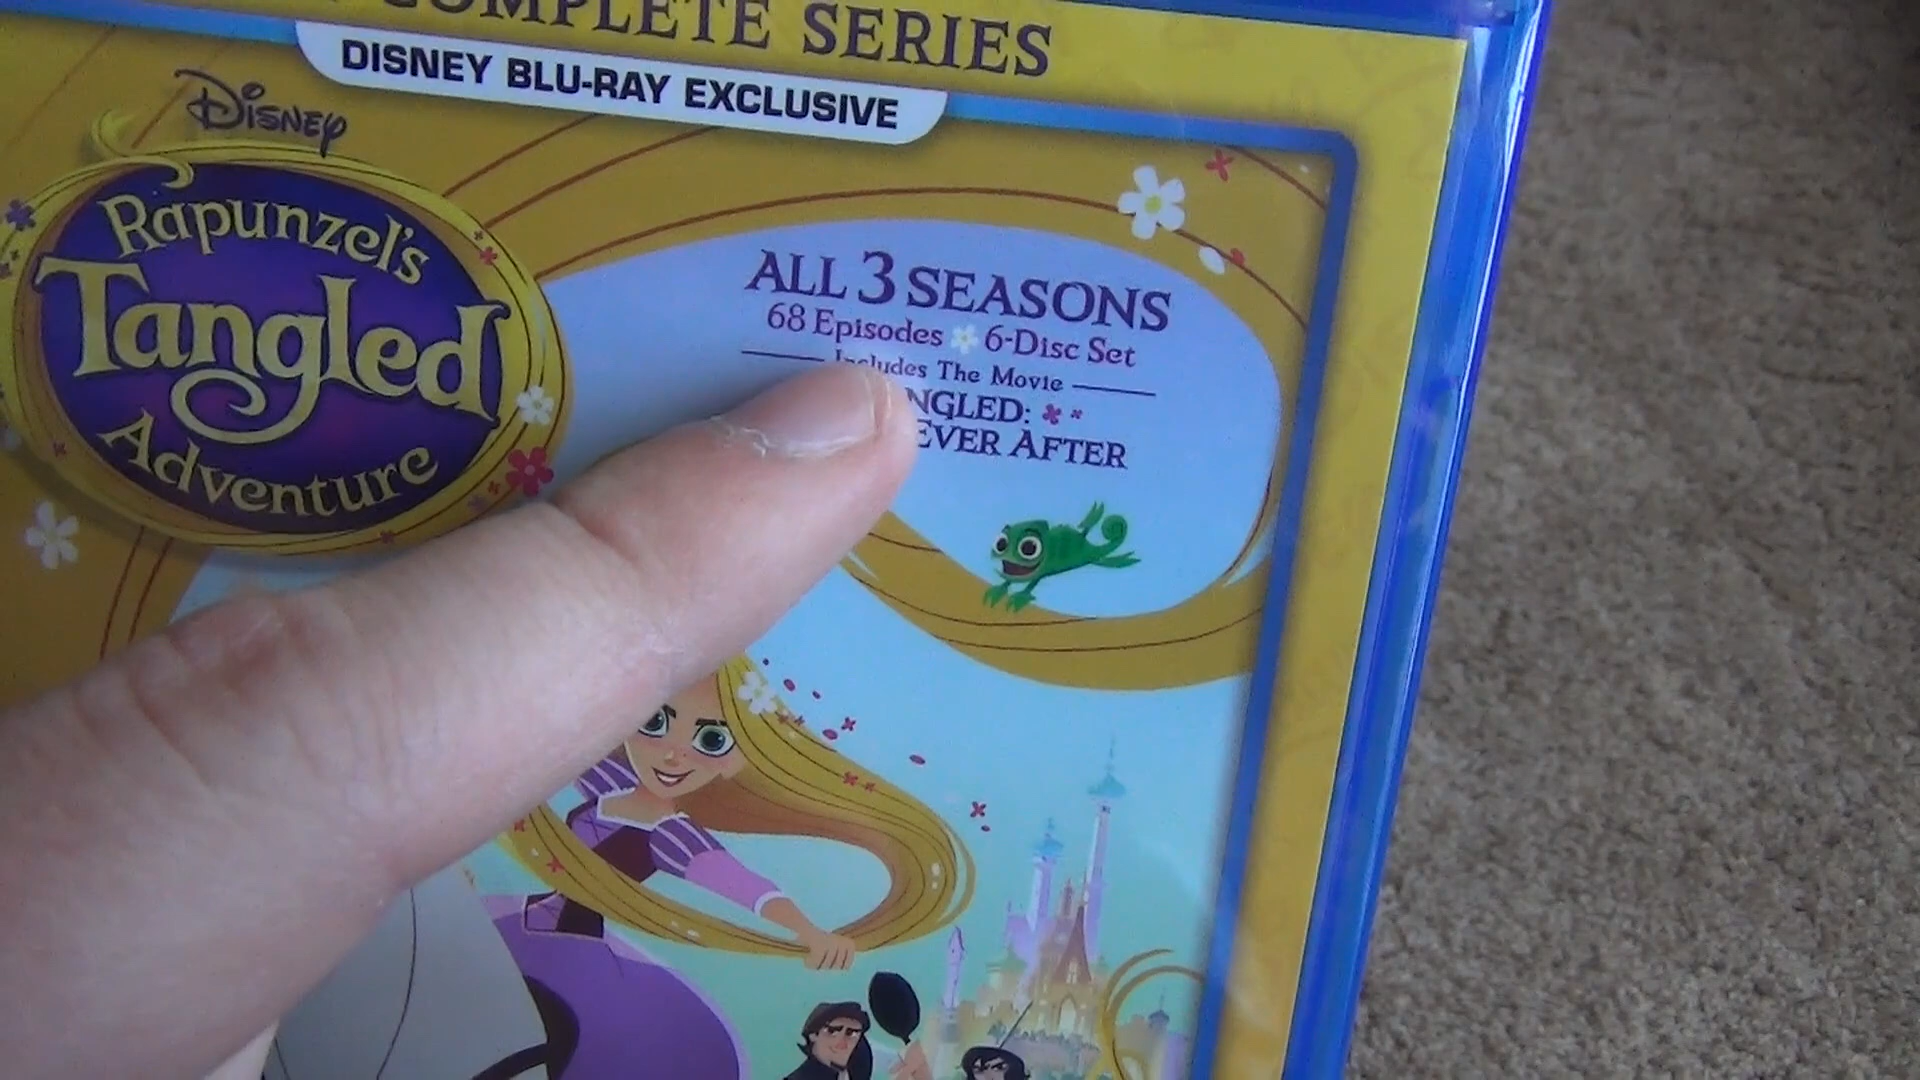 COMPLETE SERIES
DISNEY BLU-RAY EXCLUSIVE
Disney
Rapunzel's
Tangled
Adventure
ALL 3 SEASONS
68 Episodes 6-Disc Set
Includes The Movie
NGLED:
EVER AFTER